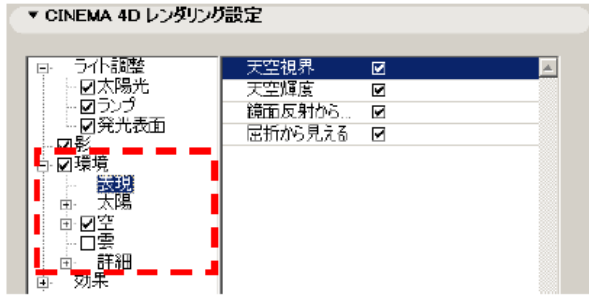 ▼ CINEMA 4D レンダリング設定
ライト調整
太陽光
ランプ
発光表面
影
環境
表現
太陽
空
雲
詳細
効果
天空視界
天空輝度
鏡面反射から...
屈折から見える